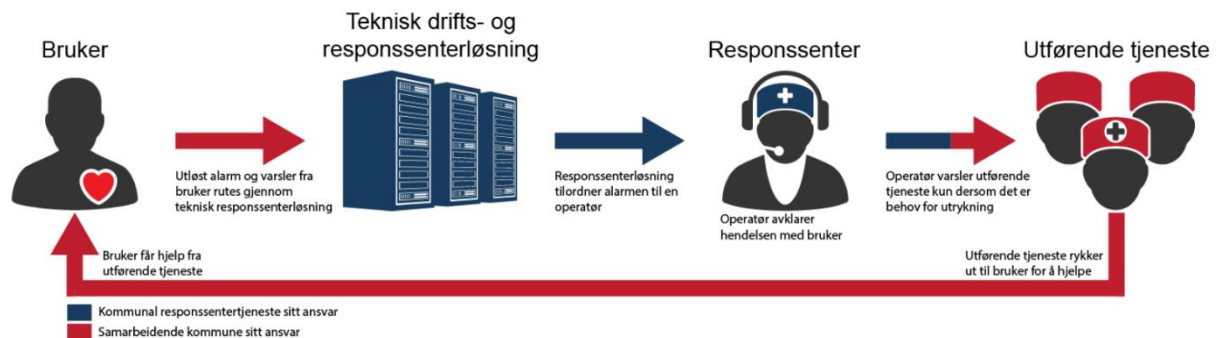 Bruker
Teknisk drifts- og
responssenterløsning
Responssenter
Utførende tjeneste
Utløst alarm og varsler fra
bruker rutes gjennom
teknisk responssenterløsning
Responssenterløsning
tilordner alarmen til en
operatør
Operatør avklarer
hendelsen med bruker
Operatør varsler utførende
tjeneste kun dersom det er
behov for utrykning
Bruker får hjelp fra
utførende tjeneste
Utførende tjeneste rykker
ut til bruker for å hjelpe
Kommunal responssentertjeneste sitt ansvar
Samarbeidende kommune sitt ansvar